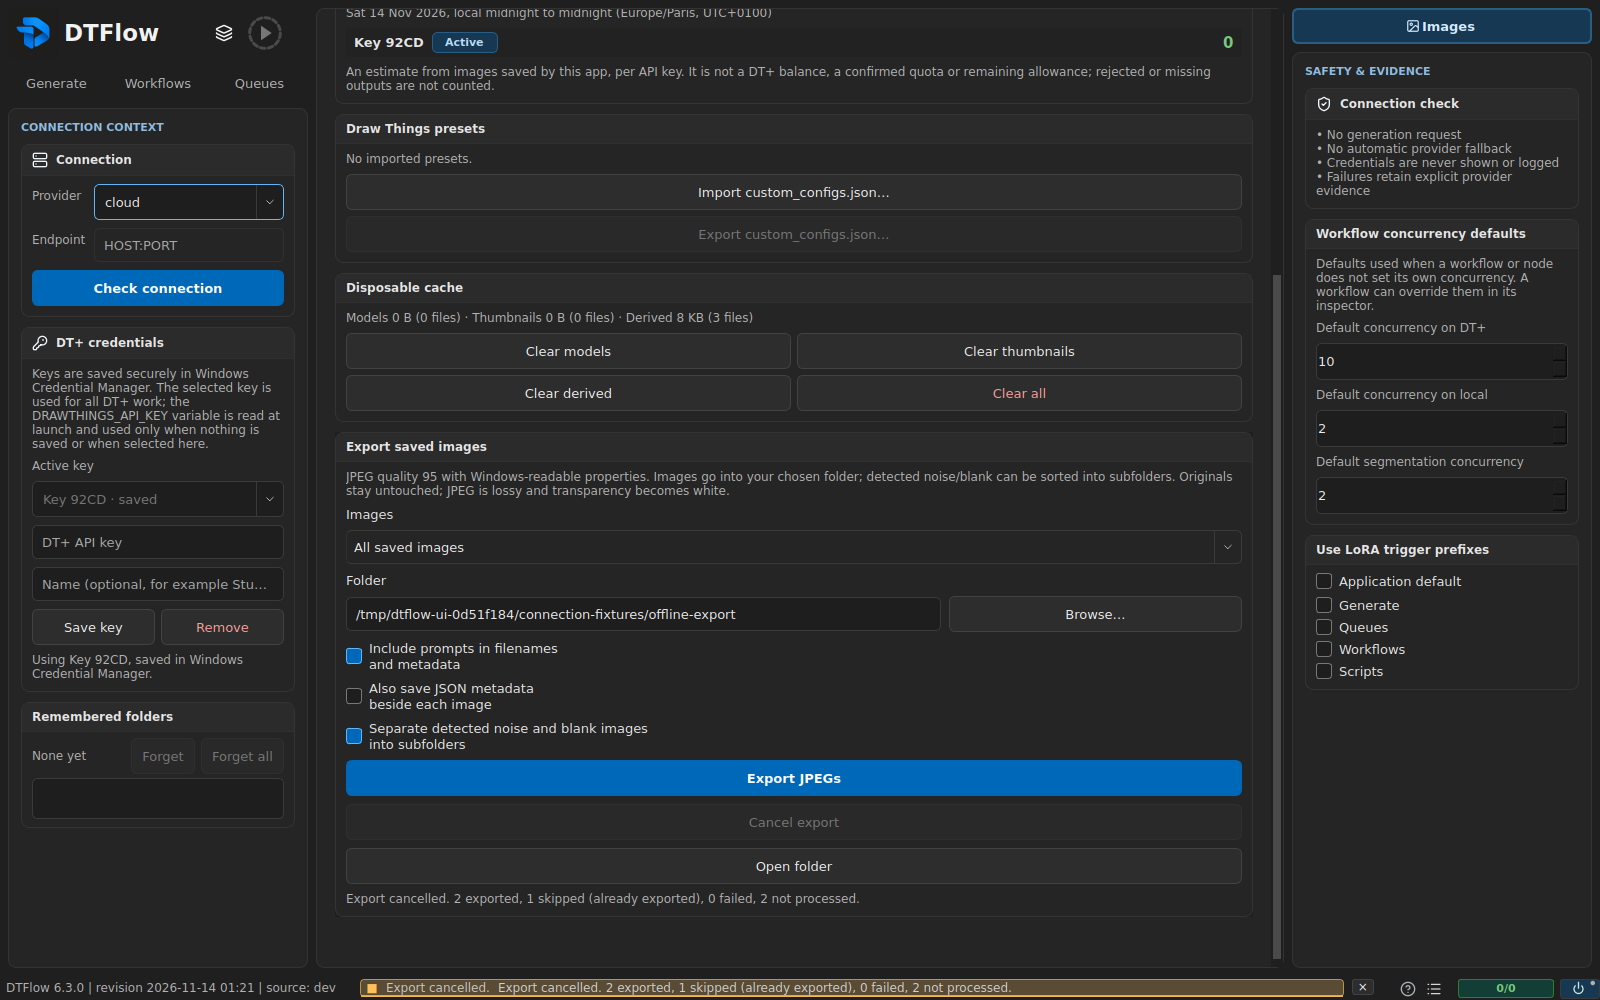 DTFlow
Generate Workflows Queues
CONNECTION CONTEXT
Connection
Provider cloud
Endpoint HOST:PORT
Check connection
DT+ credentials
Keys are saved securely in Windows
Credential Manager. The selected key is
used for all DT+ work; the
DRAWTHINGS_API_KEY variable is read at
launch and used only when nothing is
saved or when selected here.
Active key
Key 92CD · saved
DT+ API key
Name (optional, for example Stu...
Save key Remove
Using Key 92CD, saved in Windows
Credential Manager.
Remembered folders
None yet Forget Forget all
Sat 14 Nov 2026, local midnight to midnight (Europe/Paris, UTC+0100)
Key 92CD Active 0
An estimate from images saved by this app, per API key. It is not a DT+ balance, a confirmed quota or remaining allowance; rejected or missing
outputs are not counted.
Draw Things presets
No imported presets.
Import custom_configs.json...
Export custom_configs.json...
Disposable cache
Models 0 B (0 files) · Thumbnails 0 B (0 files) · Derived 8 KB (3 files)
Clear models Clear thumbnails
Clear derived Clear all
Export saved images
JPEG quality 95 with Windows-readable properties. Images go into your chosen folder; detected noise/blank can be sorted into subfolders. Originals
stay untouched; JPEG is lossy and transparency becomes white.
Images
All saved images
Folder
/tmp/dtflow-ui-0d51f184/connection-fixtures/offline-export Browse...
Include prompts in filenames
and metadata
Also save JSON metadata
beside each image
Separate detected noise and blank images
into subfolders
Export JPEGs
Cancel export
Open folder
Export cancelled. 2 exported, 1 skipped (already exported), 0 failed, 2 not processed.
Images
SAFETY & EVIDENCE
Connection check
• No generation request
• No automatic provider fallback
• Credentials are never shown or logged
• Failures retain explicit provider
evidence
Workflow concurrency defaults
Defaults used when a workflow or node
does not set its own concurrency. A
workflow can override them in its
inspector.
Default concurrency on DT+
10
Default concurrency on local
2
Default segmentation concurrency
2
Use LoRA trigger prefixes
Application default
Generate
Queues
Workflows
Scripts
DTFlow 6.3.0 | revision 2026-11-14 01:21 | source: dev
Export cancelled. Export cancelled. 2 exported, 1 skipped (already exported), 0 failed, 2 not processed.
0/0